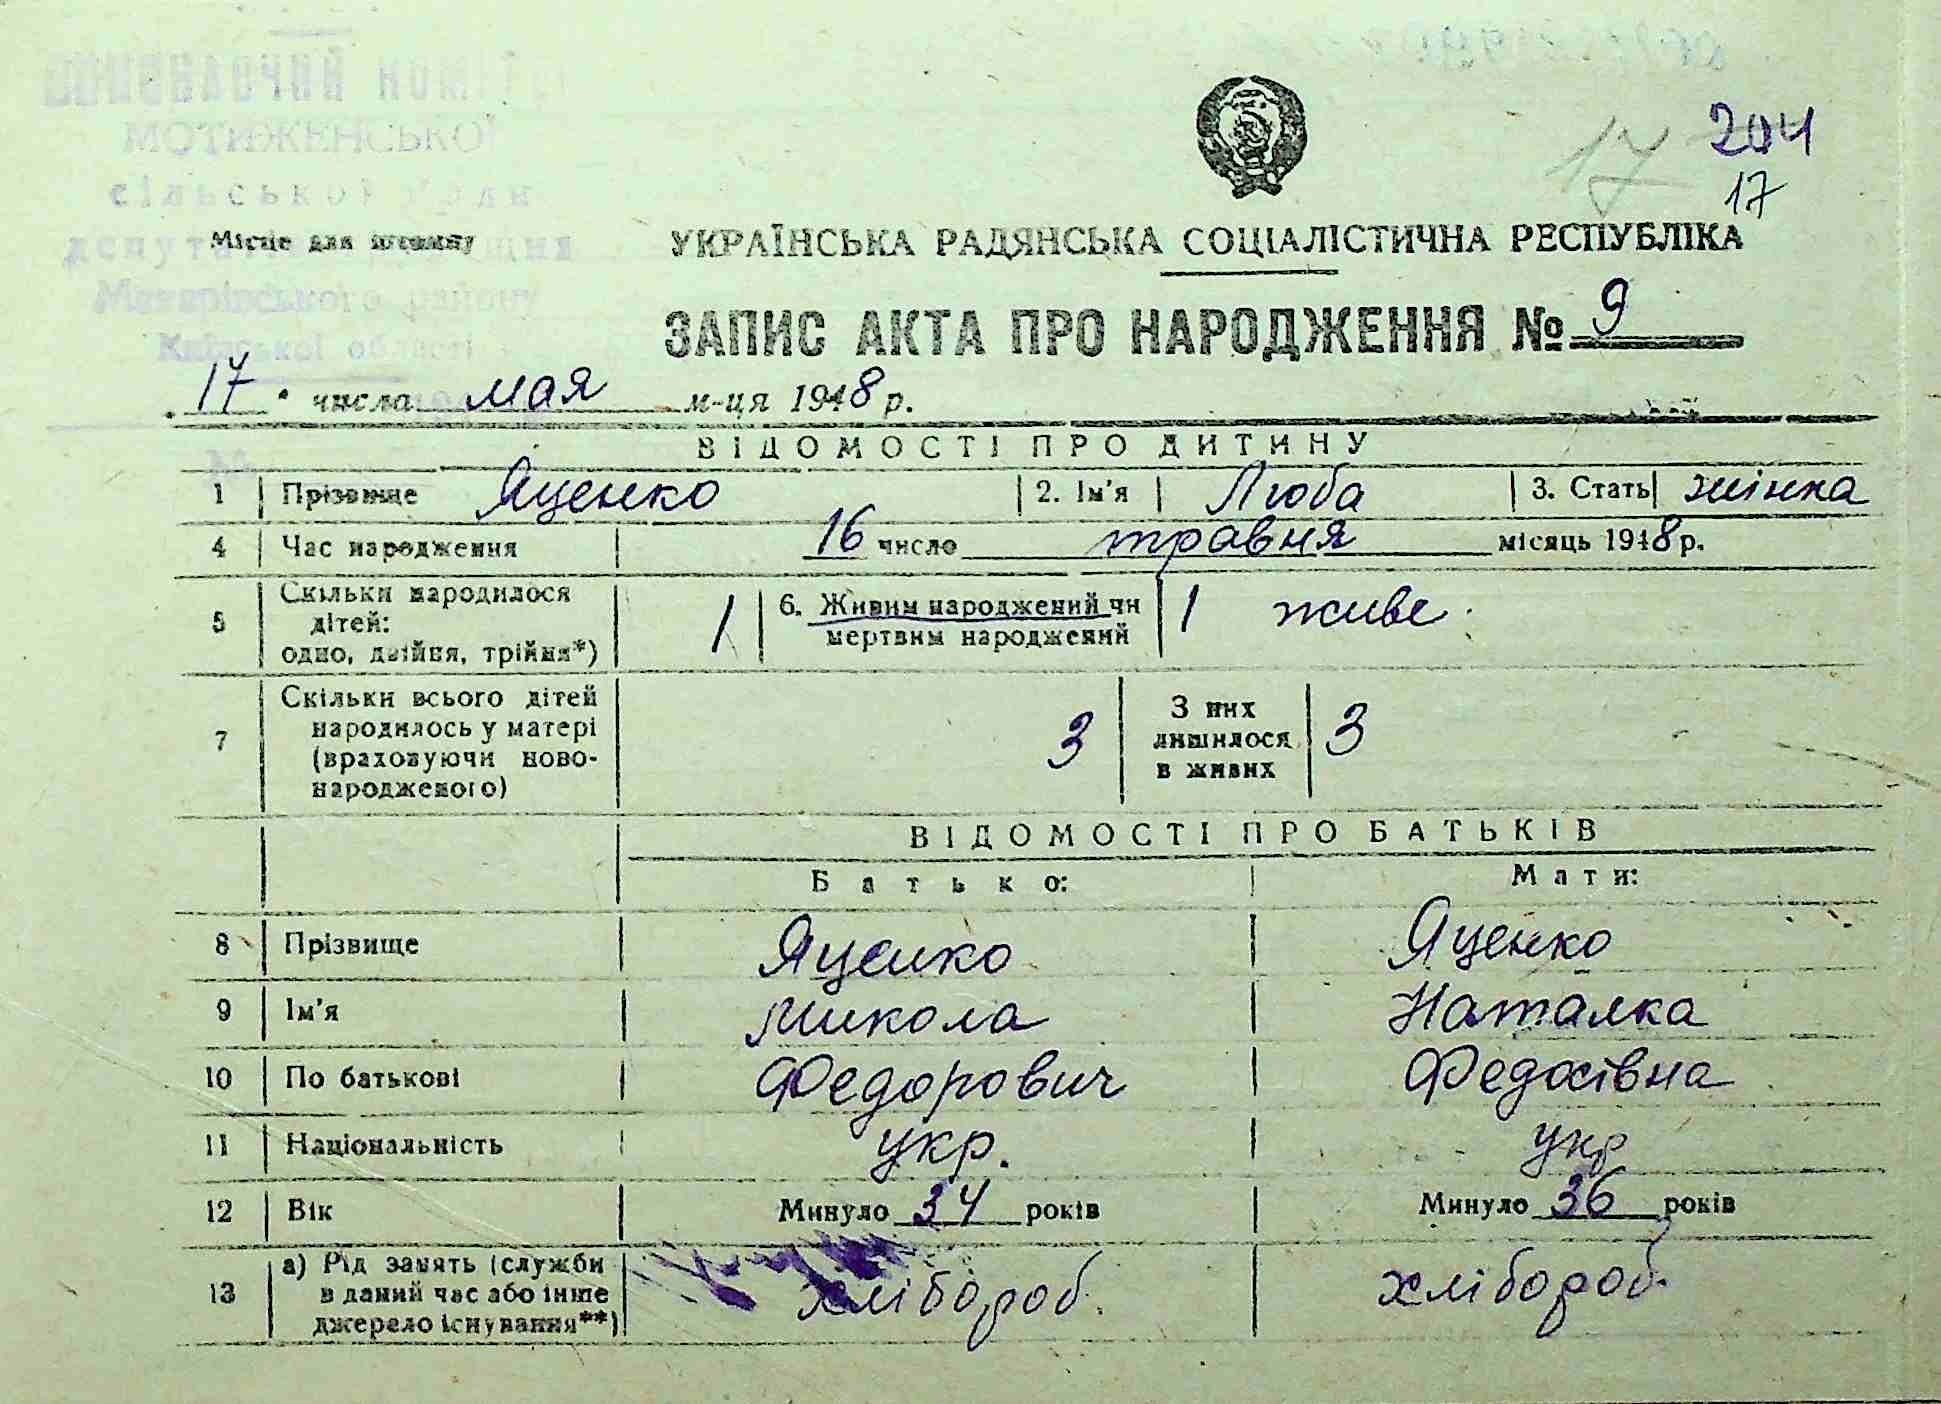 ВИКОНАВЧИЙ КОМІТЕТ
МОТИЖЕНСЬКОЇ
сільської Ради
депутатів трудящих
Макарівського району
Київської області
Місце для штампу
204
17
17
УКРАЇНСЬКА РАДЯНСЬКА СОЦІАЛІСТИЧНА РЕСПУБЛІКА
ЗАПИС АКТА ПРО НАРОДЖЕННЯ № 9
17 числа мая м-ця 1948 р.
ВІДОМОСТІ ПРО ДИТИНУ
1 Прізвище Яценко 2. Ім'я Люба 3. Стать жінка
4 Час народження 16 число травня місяць 1948 р.
5 Скільки народилося дітей: одно, двійня, трійня*) 1 6. Живим народжений чи мертвим народжений 1 живе.
7 Скільки всього дітей народилось у матері (враховуючи ново-народженого) 3 З них лишилося в живих 3
ВІДОМОСТІ ПРО БАТЬКІВ
Батько: Мати:
8 Прізвище Яценко Яценко
9 Ім'я Микола Наталка
10 По батькові Федорович Федосівна
11 Національність укр. укр
12 Вік Минуло 34 років Минуло 36 років
13 а) Рід занять (служби в даний час або інше джерело існування**) хлібороб. хлібороб.